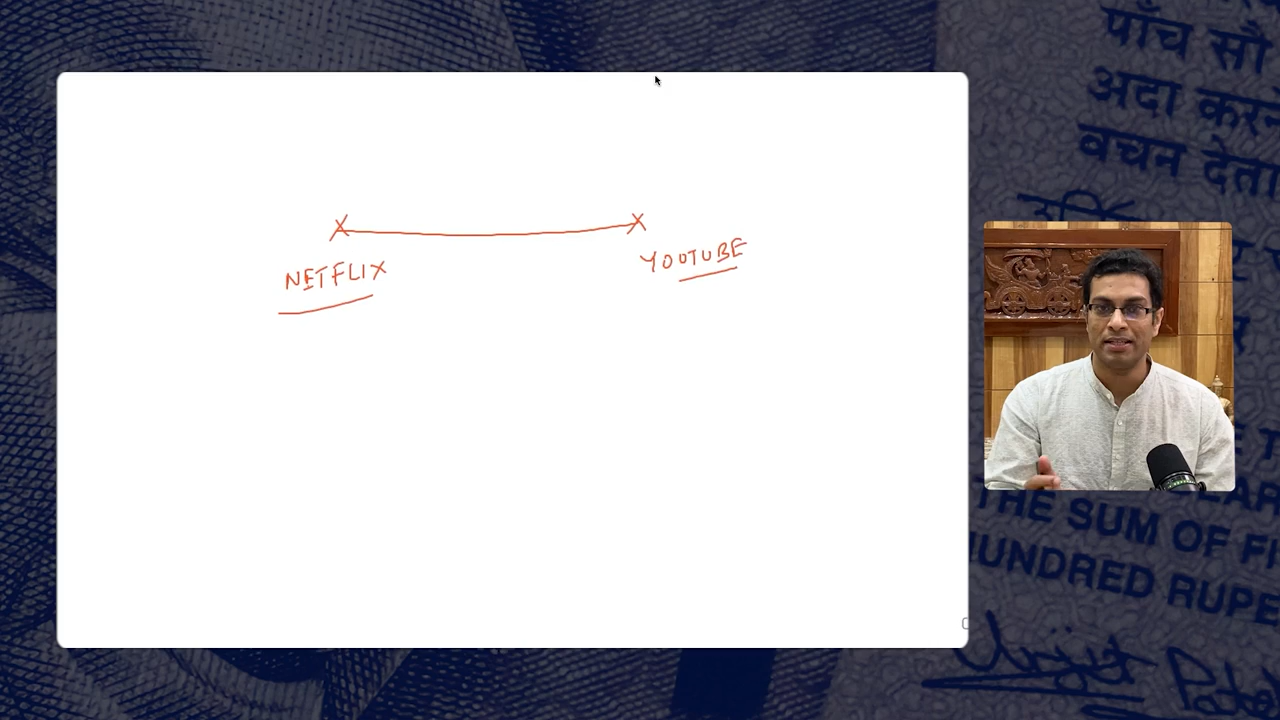 NETFLIX
YOUTUBE
पाँच सौ
अदा करने
वचन देता
THE SUM OF FI
HUNDRED RUPE